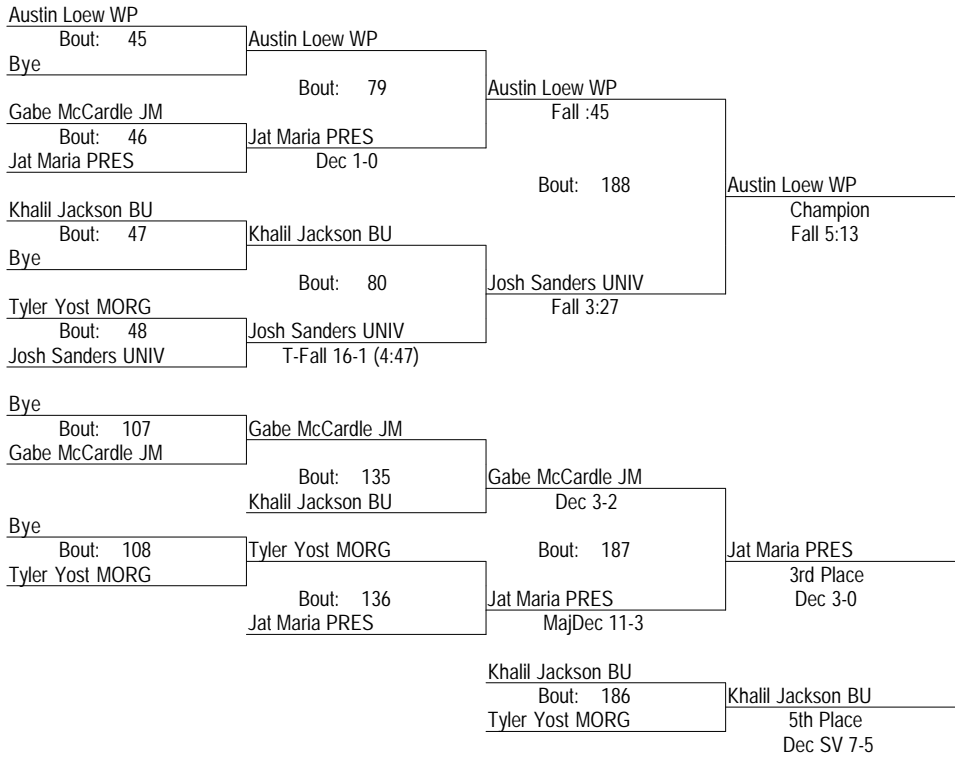 Austin Loew WP
Bout: 45
Bye
Austin Loew WP
Bout: 79
Gabe McCardle JM
Bout: 46
Jat Maria PRES
Jat Maria PRES
Dec 1-0
Austin Loew WP
Fall :45
Bout: 188
Khalil Jackson BU
Bout: 47
Bye
Khalil Jackson BU
Bout: 80
Tyler Yost MORG
Bout: 48
Josh Sanders UNIV
Josh Sanders UNIV
T-Fall 16-1 (4:47)
Josh Sanders UNIV
Fall 3:27
Austin Loew WP
Champion
Fall 5:13
Bye
Bout: 107
Gabe McCardle JM
Gabe McCardle JM
Bout: 135
Khalil Jackson BU
Gabe McCardle JM
Dec 3-2
Bye
Bout: 108
Tyler Yost MORG
Tyler Yost MORG
Bout: 136
Jat Maria PRES
Bout: 187
Jat Maria PRES
MajDec 11-3
Jat Maria PRES
3rd Place
Dec 3-0
Khalil Jackson BU
Bout: 186
Tyler Yost MORG
Khalil Jackson BU
5th Place
Dec SV 7-5